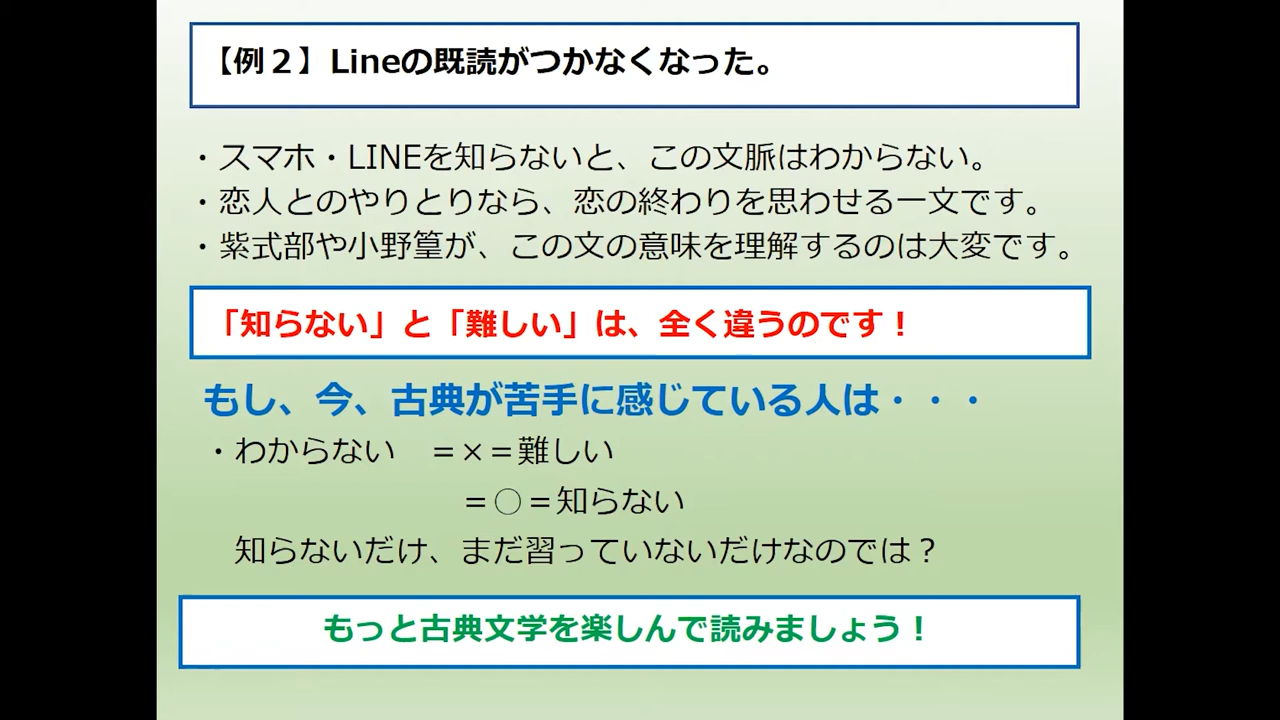 【例２】Lineの既読がつかなくなった。
・スマホ・LINEを知らないと、この文脈はわからない。
・恋人とのやりとりなら、恋の終わりを思わせる一文です。
・紫式部や小野篁が、この文の意味を理解するのは大変です。
「知らない」と「難しい」は、全く違うのです！
もし、今、古典が苦手に感じている人は・・・
・わからない　＝×＝難しい
＝○＝知らない
知らないだけ、まだ習っていないだけなのでは？
もっと古典文学を楽しんで読みましょう！